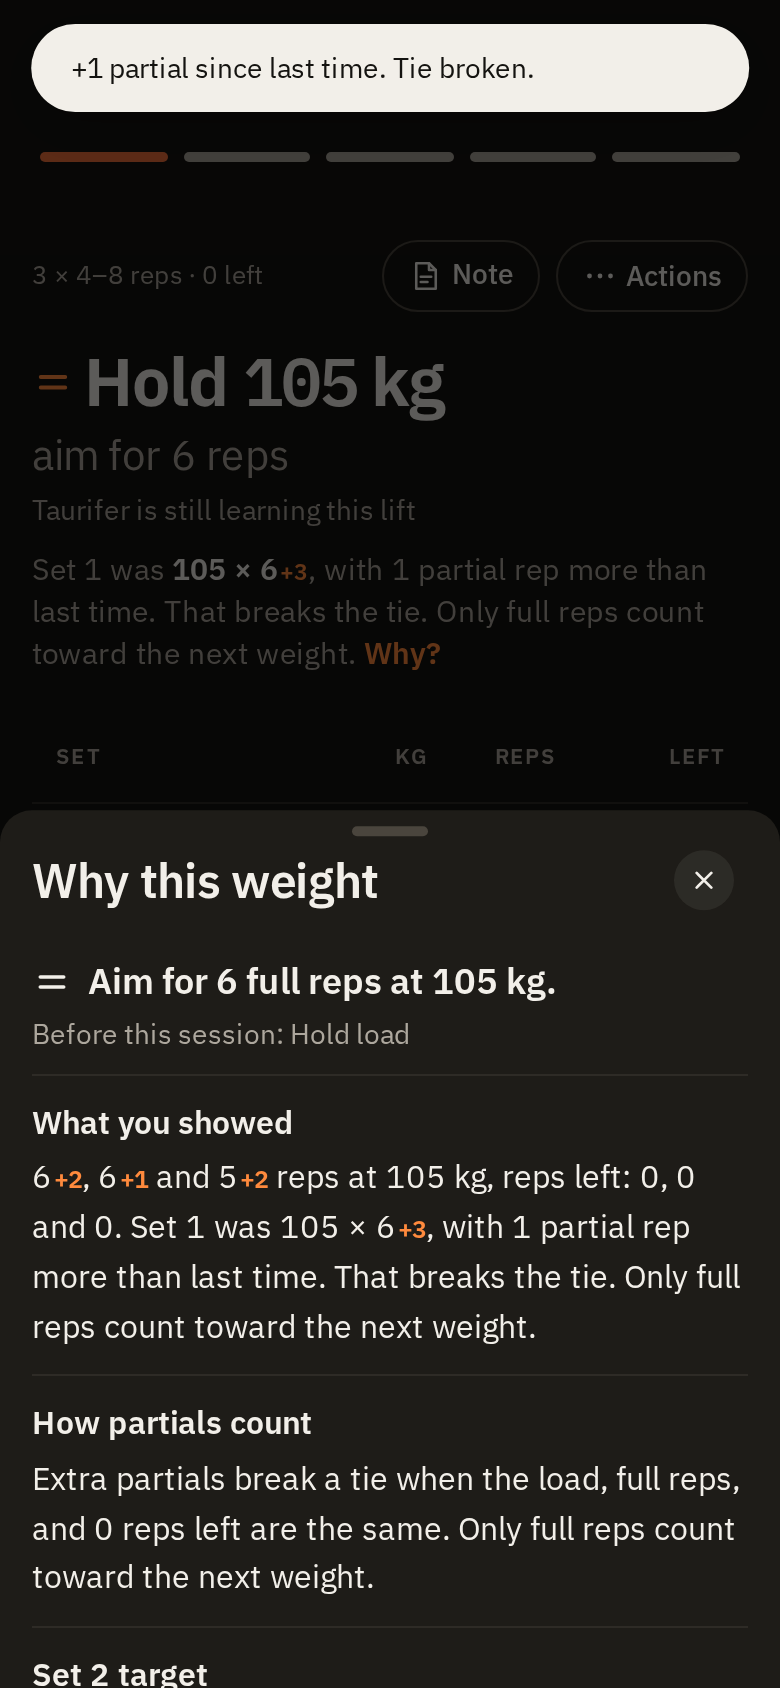 +1 partial since last time. Tie broken.
3 × 4–8 reps · 0 left
Note
··· Actions
= Hold 105 kg
aim for 6 reps
Taurifer is still learning this lift
Set 1 was 105 × 6+3, with 1 partial rep more than
last time. That breaks the tie. Only full reps count
toward the next weight. Why?
SET KG REPS LEFT
Why this weight
= Aim for 6 full reps at 105 kg.
Before this session: Hold load
What you showed
6+2, 6+1 and 5+2 reps at 105 kg, reps left: 0, 0
and 0. Set 1 was 105 × 6+3, with 1 partial rep
more than last time. That breaks the tie. Only full
reps count toward the next weight.
How partials count
Extra partials break a tie when the load, full reps,
and 0 reps left are the same. Only full reps count
toward the next weight.
Set 2 target